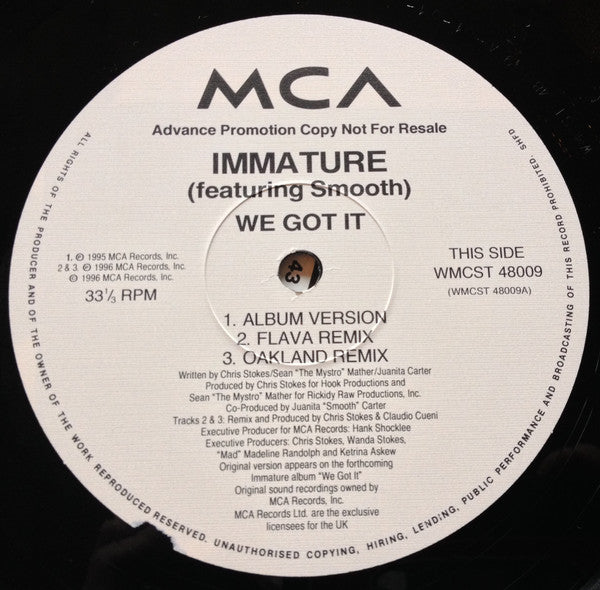 MCA
Advance Promotion Copy Not For Resale
IMMATURE
(featuring Smooth)
WE GOT IT
1. ℗ 1995 MCA Records, Inc.
2 & 3. ℗ 1996 MCA Records, Inc.
© 1996 MCA Records, Inc.
33⅓ RPM
THIS SIDE
WMCST 48009
(WMCST 48009A)
43
1. ALBUM VERSION
2. FLAVA REMIX
3. OAKLAND REMIX
Written by Chris Stokes/Sean "The Mystro" Mather/Juanita Carter
Produced by Chris Stokes for Hook Productions and
Sean "The Mystro" Mather for Rickidy Raw Productions, Inc.
Co-Produced by Juanita "Smooth" Carter
Tracks 2 & 3: Remix and Produced by Chris Stokes & Claudio Cueni
Executive Producer for MCA Records: Hank Shocklee
Executive Producers: Chris Stokes, Wanda Stokes,
"Mad" Madeline Randolph and Ketrina Askew
Original version appears on the forthcoming
Immature album "We Got It"
Original sound recordings owned by
MCA Records, Inc.
MCA Records Ltd. are the exclusive
licensees for the UK
ALL RIGHTS OF THE PRODUCER AND OF THE OWNER OF THE WORK REPRODUCED RESERVED. UNAUTHORISED COPYING, HIRING, LENDING, PUBLIC PERFORMANCE AND BROADCASTING OF THIS RECORD PROHIBITED. SHFD